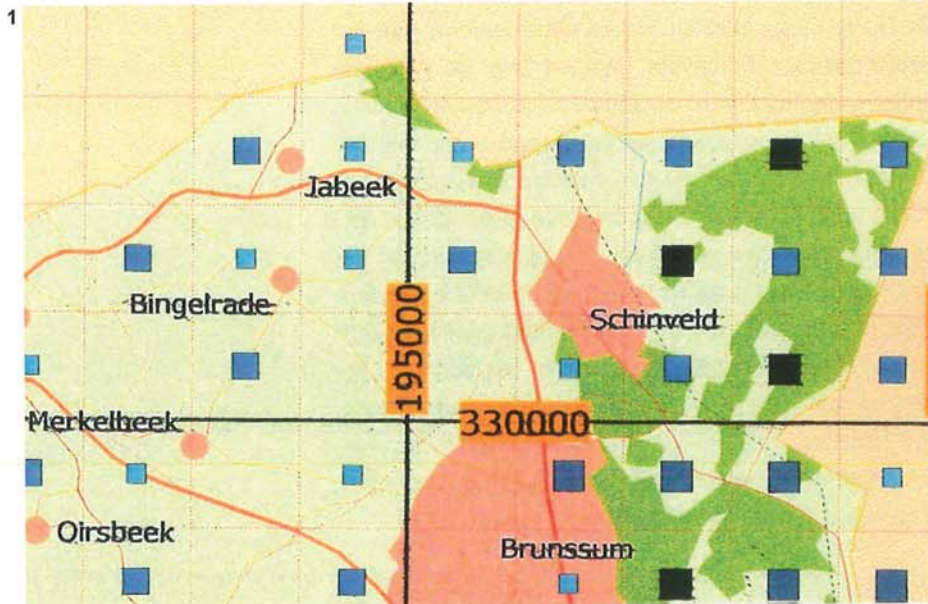 1
Jabeek
Bingelrade
195000
Schinveld
Merkelbeek
330000
Oirsbeek
Brunssum